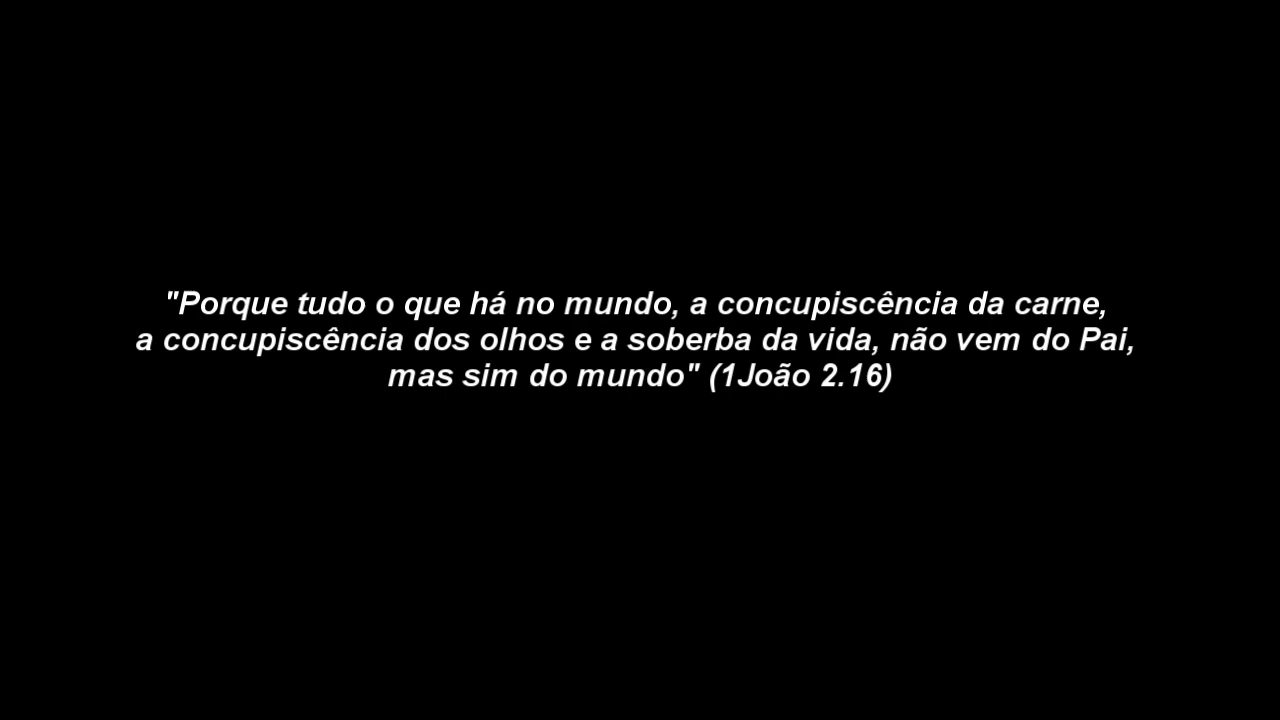 "Porque tudo o que há no mundo, a concupiscência da carne,
a concupiscência dos olhos e a soberba da vida, não vem do Pai,
mas sim do mundo" (1João 2.16)